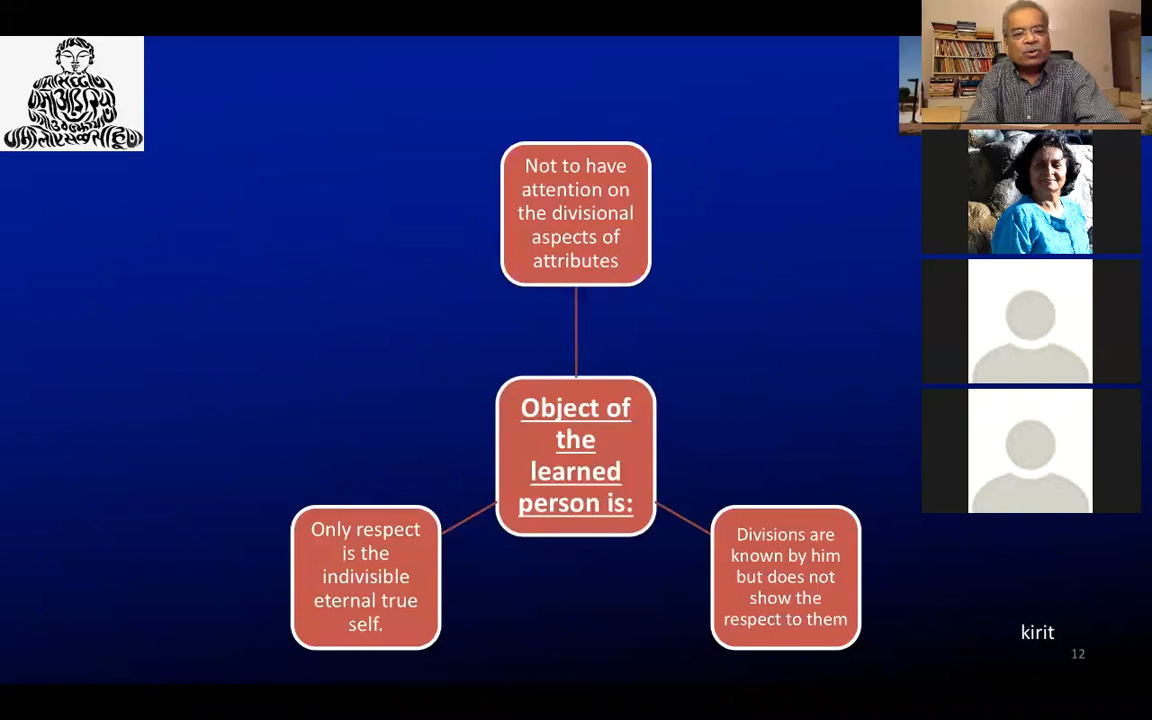 Not to have
attention on
the divisional
aspects of
attributes
Object of
the
learned
person is:
Only respect
is the
indivisible
eternal true
self.
Divisions are
known by him
but does not
show the
respect to them
kirit
12